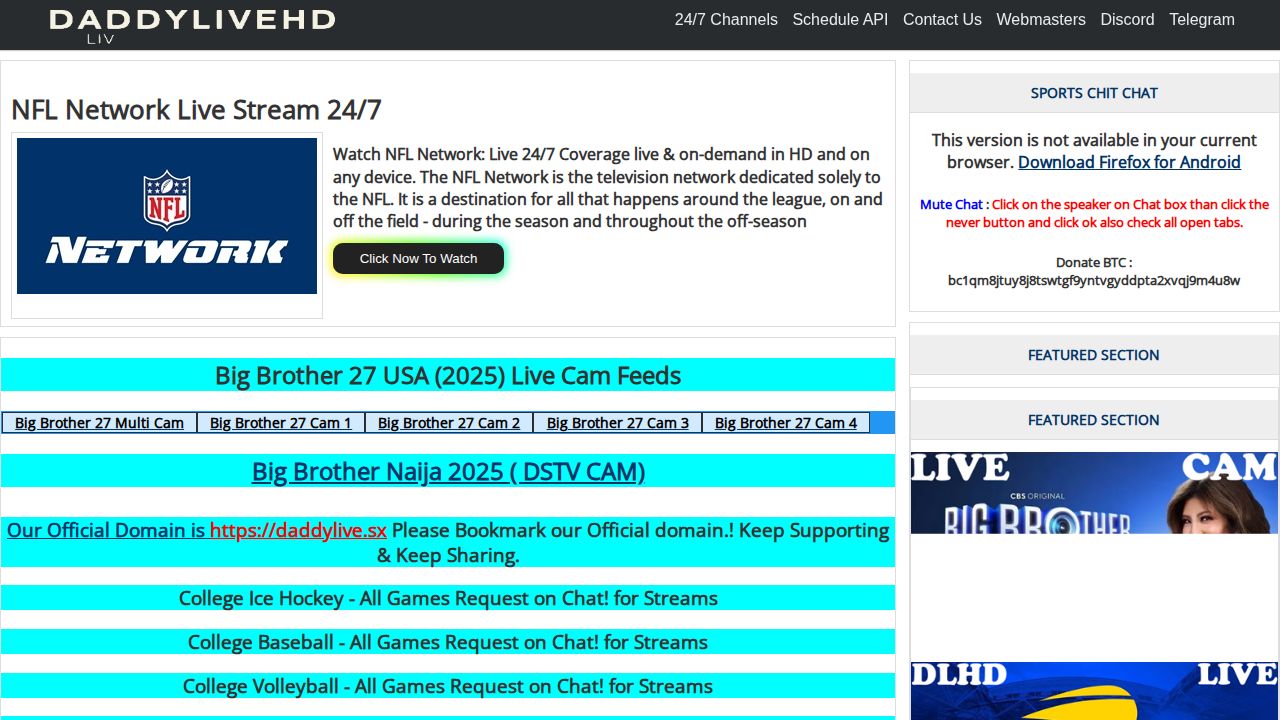 DADDYLIVEHD
LIV
24/7 Channels Schedule API Contact Us Webmasters Discord Telegram
NFL Network Live Stream 24/7
NFL
NETWORK
Watch NFL Network: Live 24/7 Coverage live & on-demand in HD and on
any device. The NFL Network is the television network dedicated solely to
the NFL. It is a destination for all that happens around the league, on and
off the field - during the season and throughout the off-season
Click Now To Watch
Big Brother 27 USA (2025) Live Cam Feeds
Big Brother 27 Multi Cam Big Brother 27 Cam 1 Big Brother 27 Cam 2 Big Brother 27 Cam 3 Big Brother 27 Cam 4
Big Brother Naija 2025 ( DSTV CAM)
Our Official Domain is https://daddylive.sx Please Bookmark our Official domain.! Keep Supporting
& Keep Sharing.
College Ice Hockey - All Games Request on Chat! for Streams
College Baseball - All Games Request on Chat! for Streams
College Volleyball - All Games Request on Chat! for Streams
SPORTS CHIT CHAT
This version is not available in your current
browser. Download Firefox for Android
Mute Chat : Click on the speaker on Chat box than click the
never button and click ok also check all open tabs.
Donate BTC :
bc1qm8jtuy8j8tswtgf9yntvgyddpta2xvqj9m4u8w
FEATURED SECTION
FEATURED SECTION
LIVE CAM
CBS ORIGINAL
BIG BROTHER
DLHD LIVE